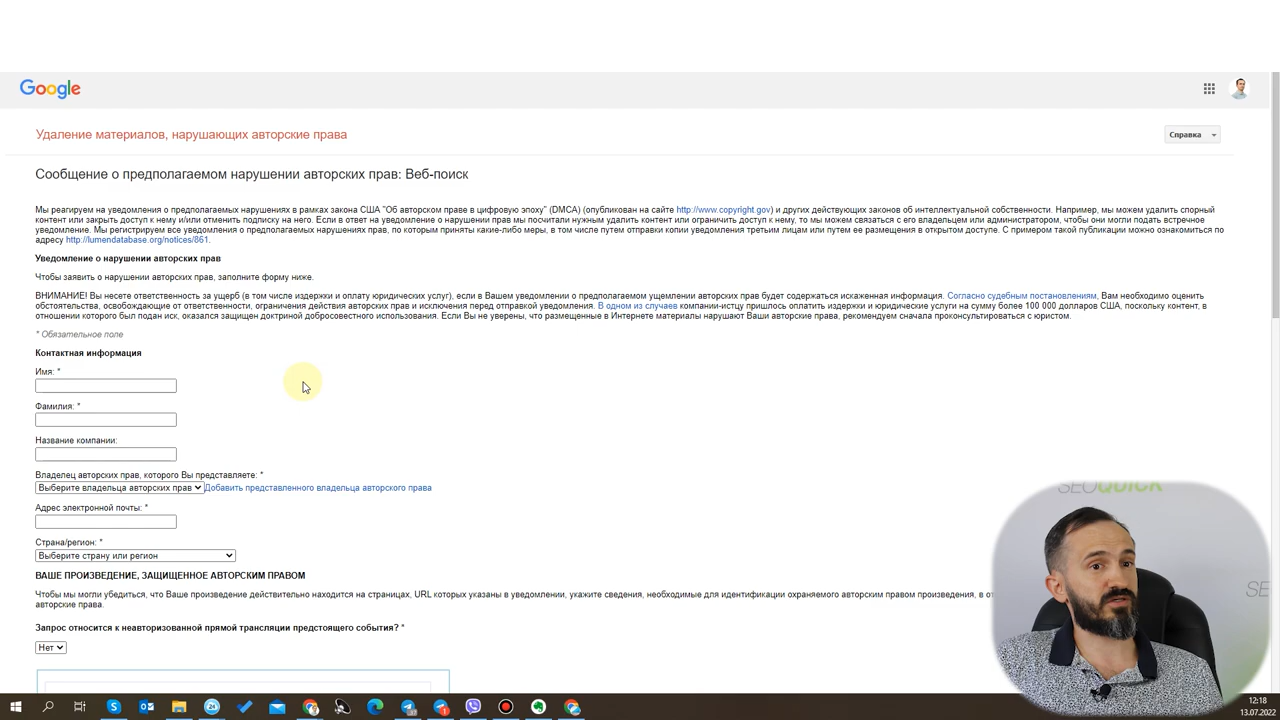 Google
Удаление материалов, нарушающих авторские права
Справка
Сообщение о предполагаемом нарушении авторских прав: Веб-поиск
Мы реагируем на уведомления о предполагаемых нарушениях в рамках закона США "Об авторском праве в цифровую эпоху" (DMCA) (опубликован на сайте http://www.copyright.gov) и других действующих законов об интеллектуальной собственности. Например, мы можем удалить спорный
контент или закрыть доступ к нему и/или отменить подписку на него. Если в ответ на уведомление о нарушении прав мы посчитали нужным удалить контент или ограничить доступ к нему, то мы можем связаться с его владельцем или администратором, чтобы они могли подать встречное
уведомление. Мы регистрируем все уведомления о предполагаемых нарушениях прав, по которым приняты какие-либо меры, в том числе путем отправки копии уведомления третьим лицам или путем ее размещения в открытом доступе. С примером такой публикации можно ознакомиться по
адресу http://lumendatabase.org/notices/861.
Уведомление о нарушении авторских прав
Чтобы заявить о нарушении авторских прав, заполните форму ниже.
ВНИМАНИЕ! Вы несете ответственность за ущерб (в том числе издержки и оплату юридических услуг), если в Вашем уведомлении о предполагаемом ущемлении авторских прав будет содержаться искаженная информация. Согласно судебным постановлениям, Вам необходимо оценить
обстоятельства, освобождающие от ответственности, ограничения действия авторских прав и исключения перед отправкой уведомления. В одном из случаев компании-истцу пришлось оплатить издержки и юридические услуги на сумму более 100 000 долларов США, поскольку контент, в
отношении которого был подан иск, оказался защищен доктриной добросовестного использования. Если Вы не уверены, что размещенные в Интернете материалы нарушают Ваши авторские права, рекомендуем сначала проконсультироваться с юристом.
* Обязательное поле
Контактная информация
Имя: *
Фамилия: *
Название компании:
Владелец авторских прав, которого Вы представляете: *
Выберите владельца авторских прав Добавить представленного владельца авторского права
Адрес электронной почты: *
Страна/регион: *
Выберите страну или регион
ВАШЕ ПРОИЗВЕДЕНИЕ, ЗАЩИЩЕННОЕ АВТОРСКИМ ПРАВОМ
Чтобы мы могли убедиться, что Ваше произведение действительно находится на страницах, URL которых указаны в уведомлении, укажите сведения, необходимые для идентификации охраняемого авторским правом произведения, в от
авторские права.
Запрос относится к неавторизованной прямой трансляции предстоящего события? *
Нет
SEOQUICK
SE
24
12:18
13.07.2022